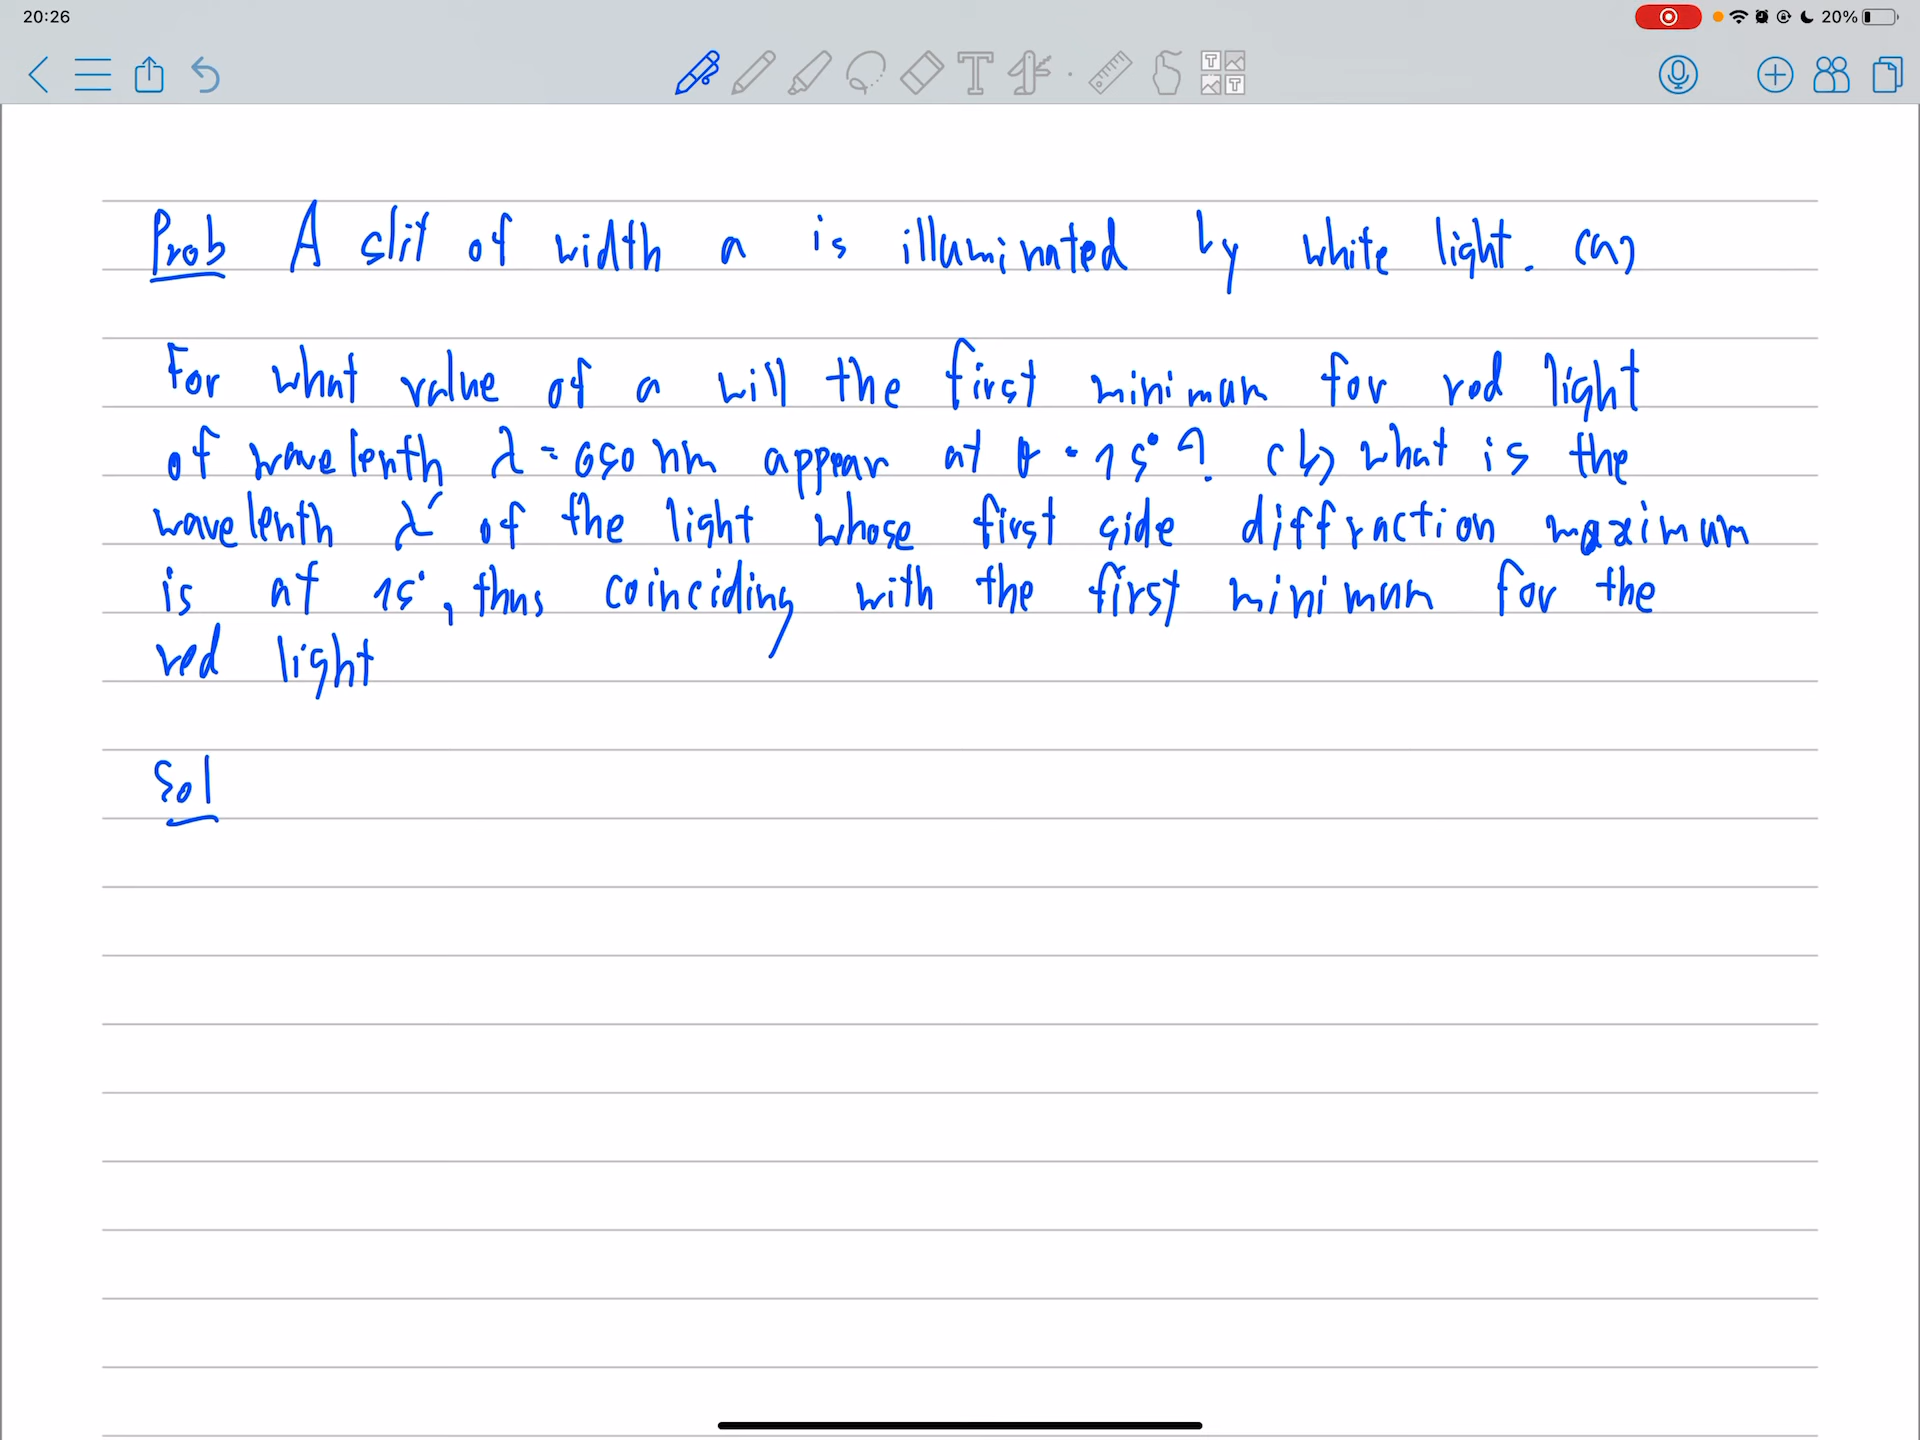 20:26
20%
Prob A slit of width a is illuminated by white light. (a)
For what value of a will the first minimum for red light
of wavelenth λ = 650 nm appear at θ = 15° ? (b) what is the
wavelenth λ' of the light whose first side diffraction maximum
is at 15°, thus coinciding with the first minimum for the
red light
Sol